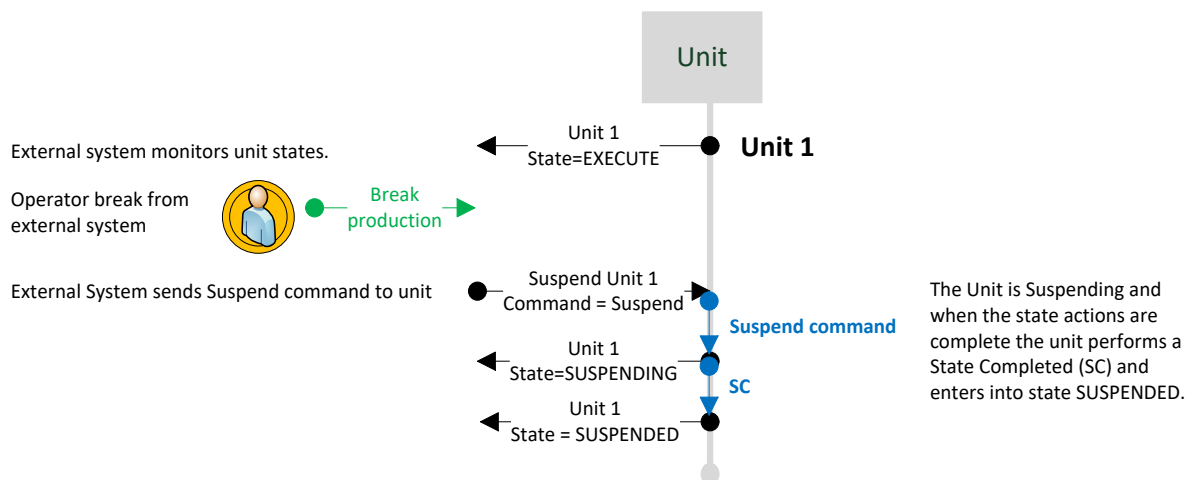 Unit
External system monitors unit states.
Unit 1
State=EXECUTE
Unit 1
Operator break from
external system
Break
production
External System sends Suspend command to unit
Suspend Unit 1
Command = Suspend
Suspend command
The Unit is Suspending and
when the state actions are
complete the unit performs a
State Completed (SC) and
enters into state SUSPENDED.
Unit 1
State=SUSPENDING
SC
Unit 1
State = SUSPENDED